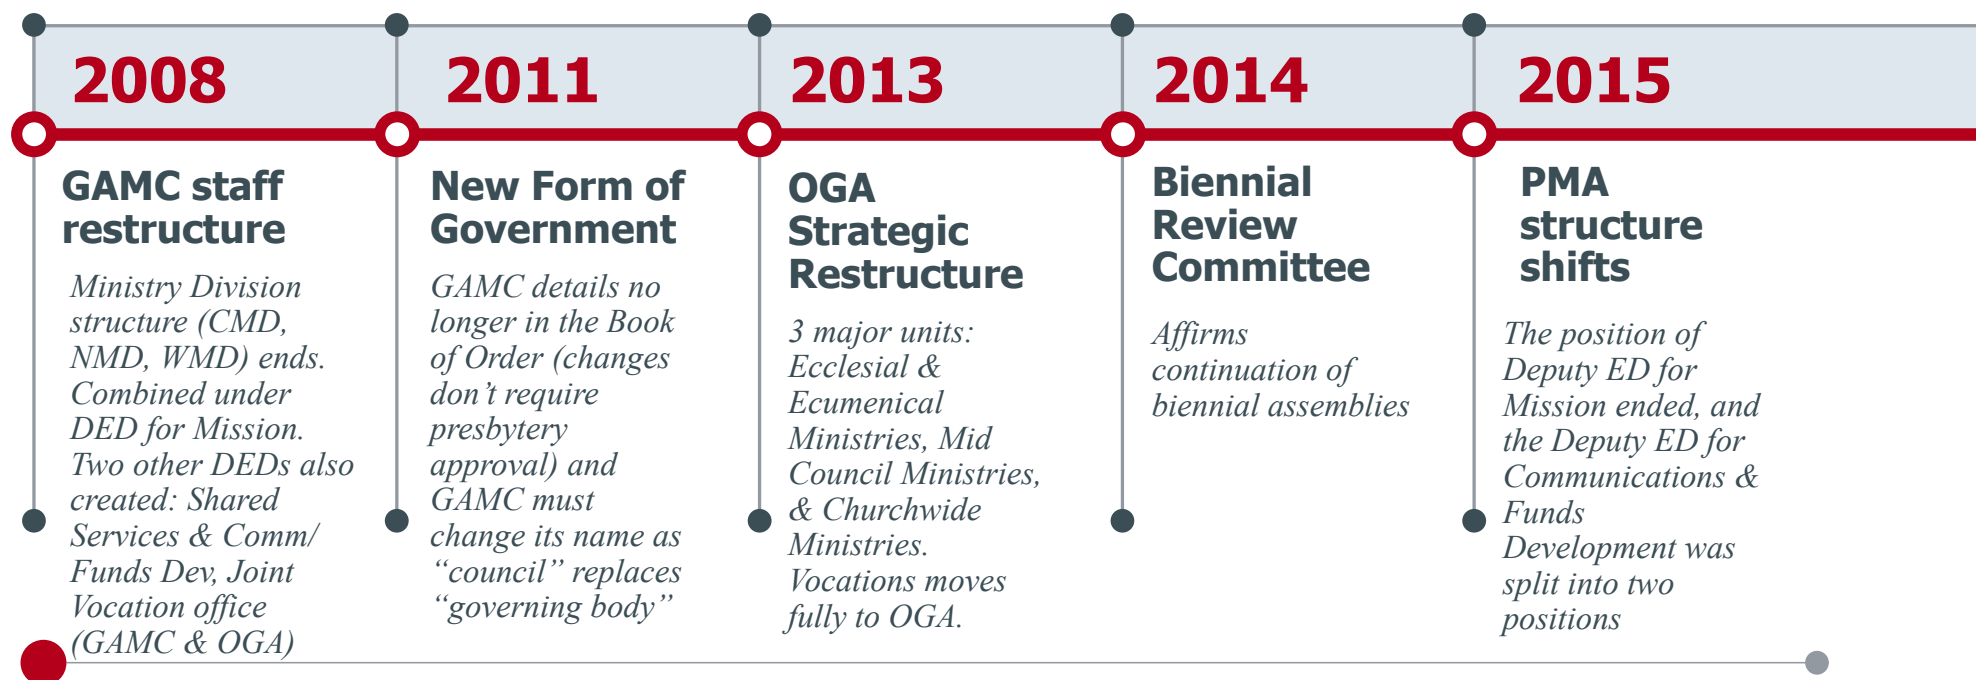 2008
GAMC staff
restructure
Ministry Division
structure (CMD,
NMD, WMD) ends.
Combined under
DED for Mission.
Two other DEDs also
created: Shared
Services & Comm/
Funds Dev, Joint
Vocation office
(GAMC & OGA)
2011
New Form of
Government
GAMC details no
longer in the Book
of Order (changes
don’t require
presbytery
approval) and
GAMC must
change its name as
“council” replaces
“governing body”
2013
OGA
Strategic
Restructure
3 major units:
Ecclesial &
Ecumenical
Ministries, Mid
Council Ministries,
& Churchwide
Ministries.
Vocations moves
fully to OGA.
2014
Biennial
Review
Committee
Affirms
continuation of
biennial assemblies
2015
PMA
structure
shifts
The position of
Deputy ED for
Mission ended, and
the Deputy ED for
Communications &
Funds
Development was
split into two
positions